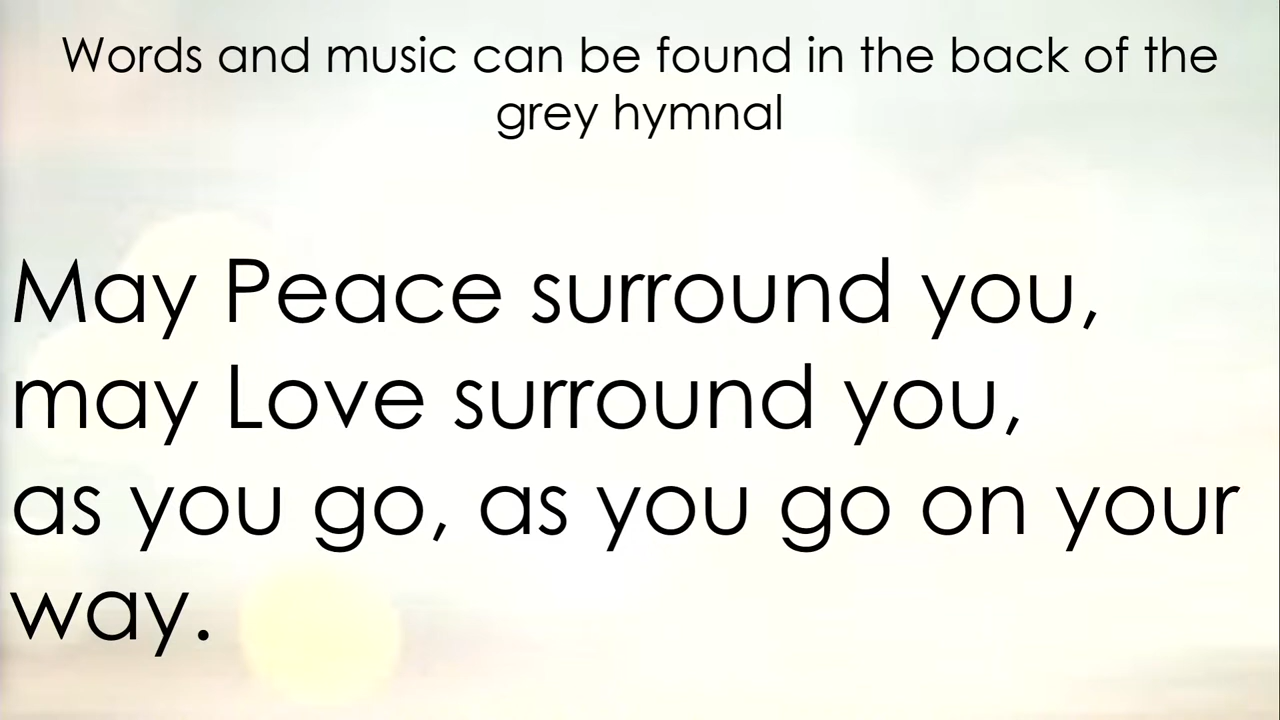 Words and music can be found in the back of the
grey hymnal
May Peace surround you,
may Love surround you,
as you go, as you go on your
way.